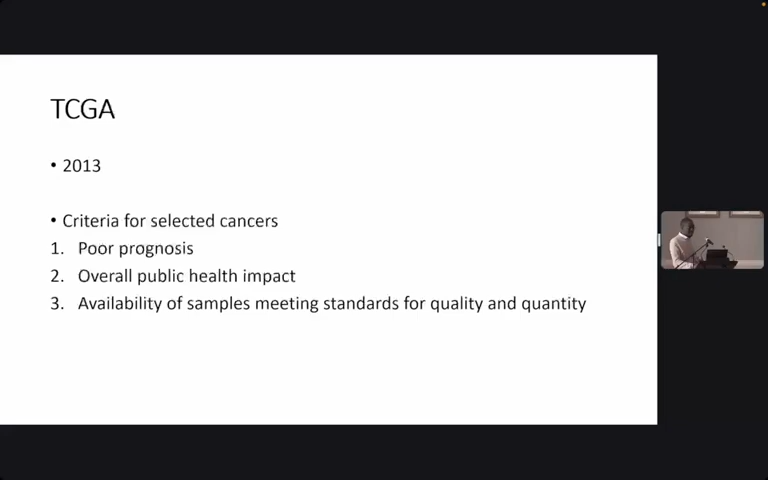 TCGA
• 2013
• Criteria for selected cancers
1. Poor prognosis
2. Overall public health impact
3. Availability of samples meeting standards for quality and quantity